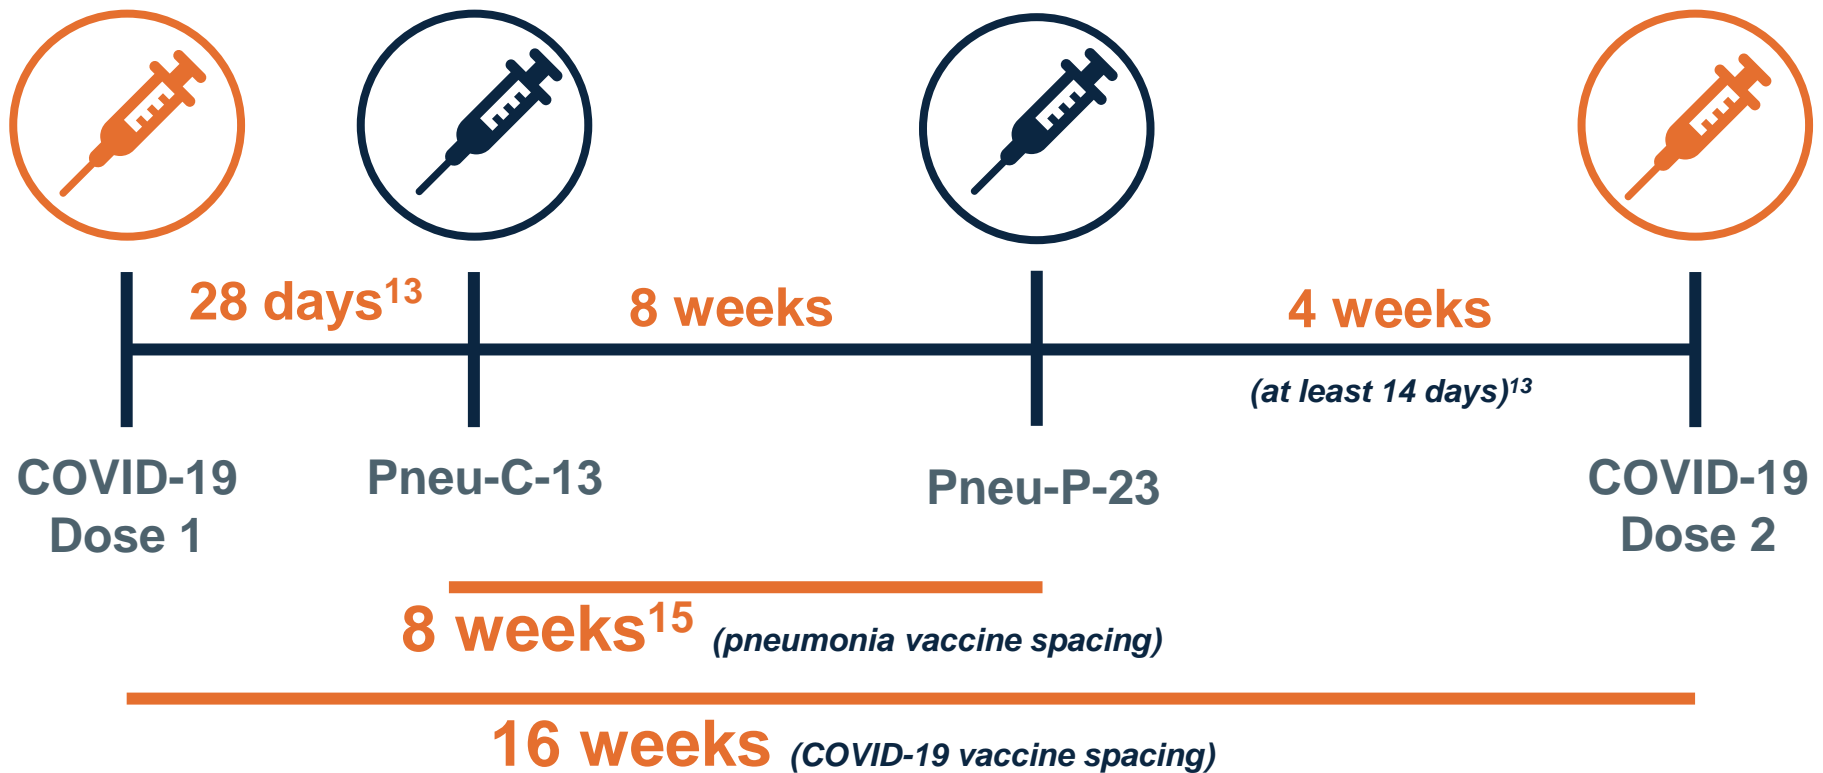 28 days¹³
8 weeks
4 weeks
(at least 14 days)¹³
COVID-19
Dose 1
Pneu-C-13
Pneu-P-23
COVID-19
Dose 2
8 weeks¹⁵ (pneumonia vaccine spacing)
16 weeks (COVID-19 vaccine spacing)